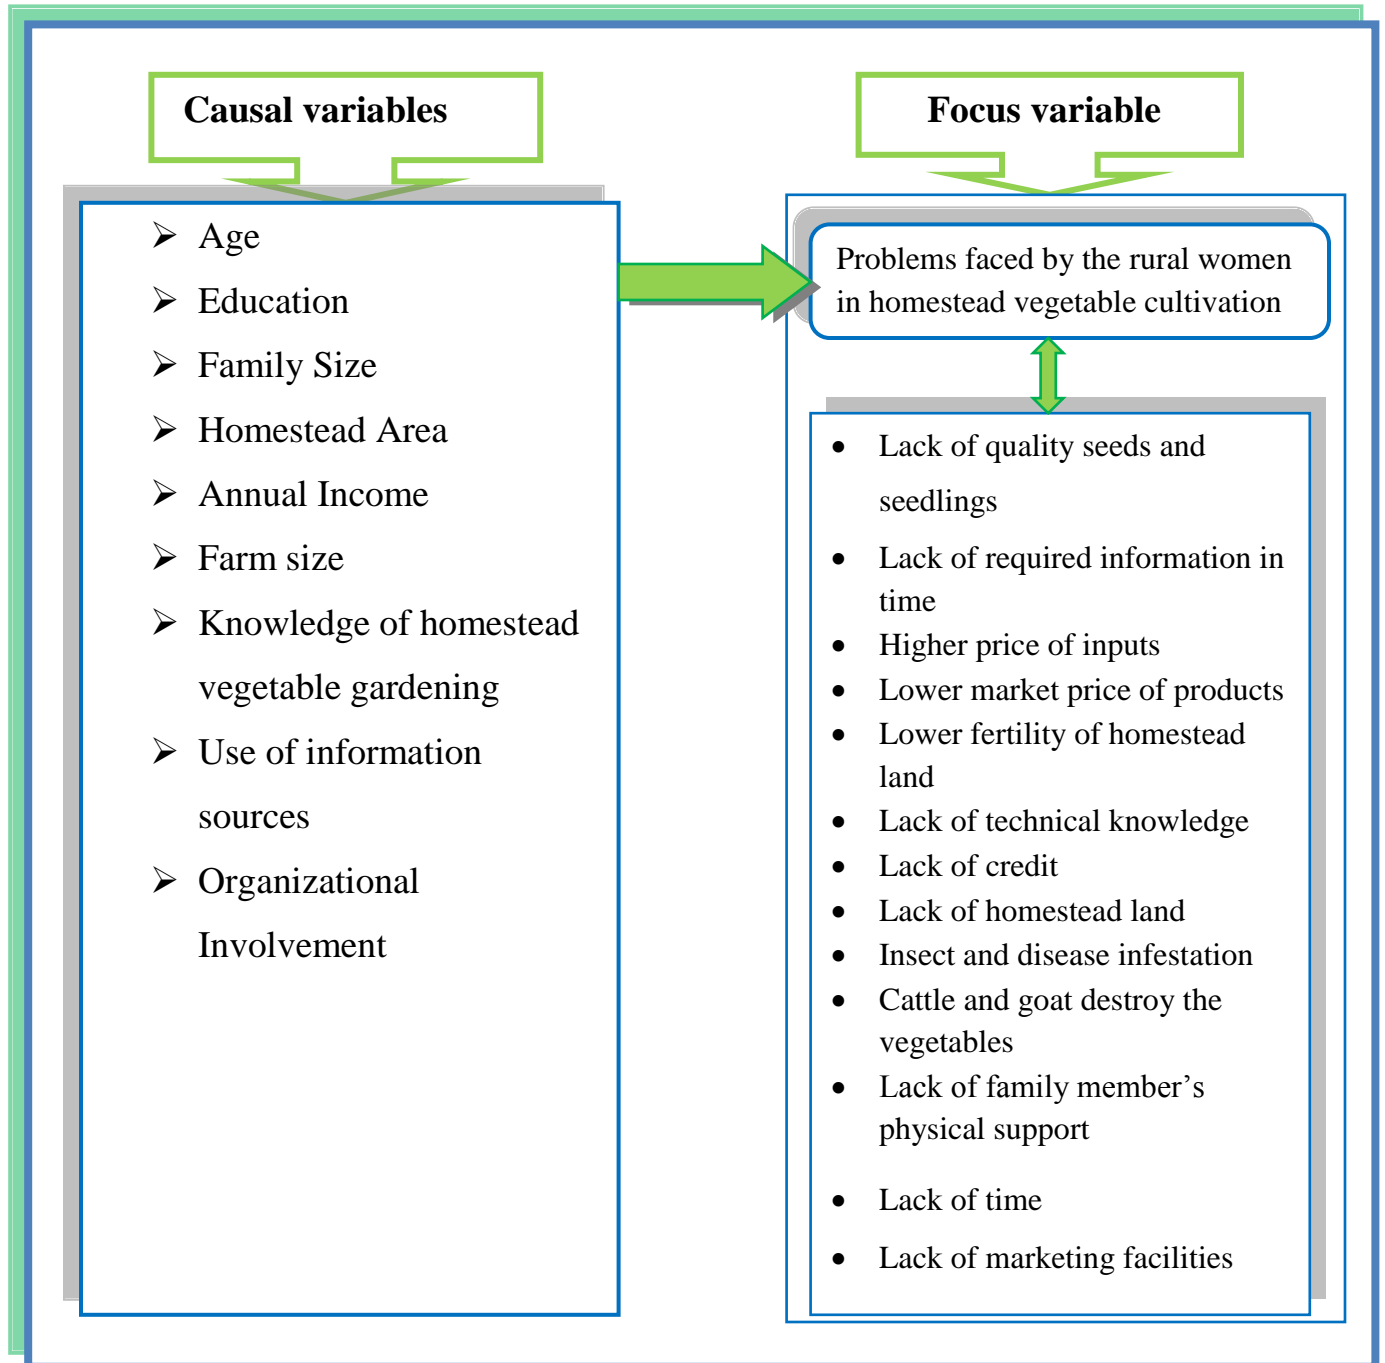 Causal variables
Age
Education
Family Size
Homestead Area
Annual Income
Farm size
Knowledge of homestead
vegetable gardening
Use of information
sources
Organizational
Involvement
Focus variable
Problems faced by the rural women
in homestead vegetable cultivation
Lack of quality seeds and
seedlings
Lack of required information in
time
Higher price of inputs
Lower market price of products
Lower fertility of homestead
land
Lack of technical knowledge
Lack of credit
Lack of homestead land
Insect and disease infestation
Cattle and goat destroy the
vegetables
Lack of family member’s
physical support
Lack of time
Lack of marketing facilities